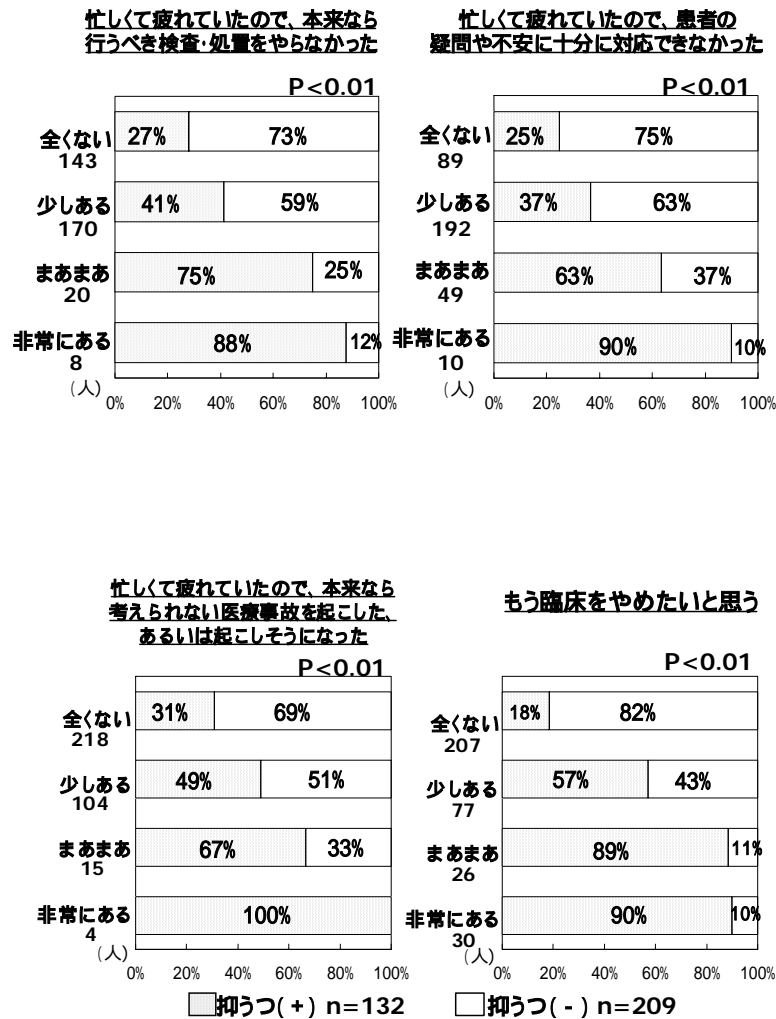 忙しくて疲れていたので、本来なら
行うべき検査・処置をやらなかった
P<0.01
全くない 27% 73%
143
少しある 41% 59%
170
まあまあ 75% 25%
20
非常にある 88% 12%
8
(人)
0% 20% 40% 60% 80% 100%
忙しくて疲れていたので、患者の
疑問や不安に十分に対応できなかった
P<0.01
全くない 25% 75%
89
少しある 37% 63%
192
まあまあ 63% 37%
49
非常にある 90% 10%
10
(人)
0% 20% 40% 60% 80% 100%
忙しくて疲れていたので、本来なら
考えられない医療事故を起こした、
あるいは起こしそうになった
P<0.01
全くない 31% 69%
218
少しある 49% 51%
104
まあまあ 67% 33%
15
非常にある 100%
4
(人)
0% 20% 40% 60% 80% 100%
もう臨床をやめたいと思う
P<0.01
全くない 18% 82%
207
少しある 57% 43%
77
まあまあ 89% 11%
26
非常にある 90% 10%
30
(人)
0% 20% 40% 60% 80% 100%
抑うつ(+) n=132 抑うつ(-) n=209